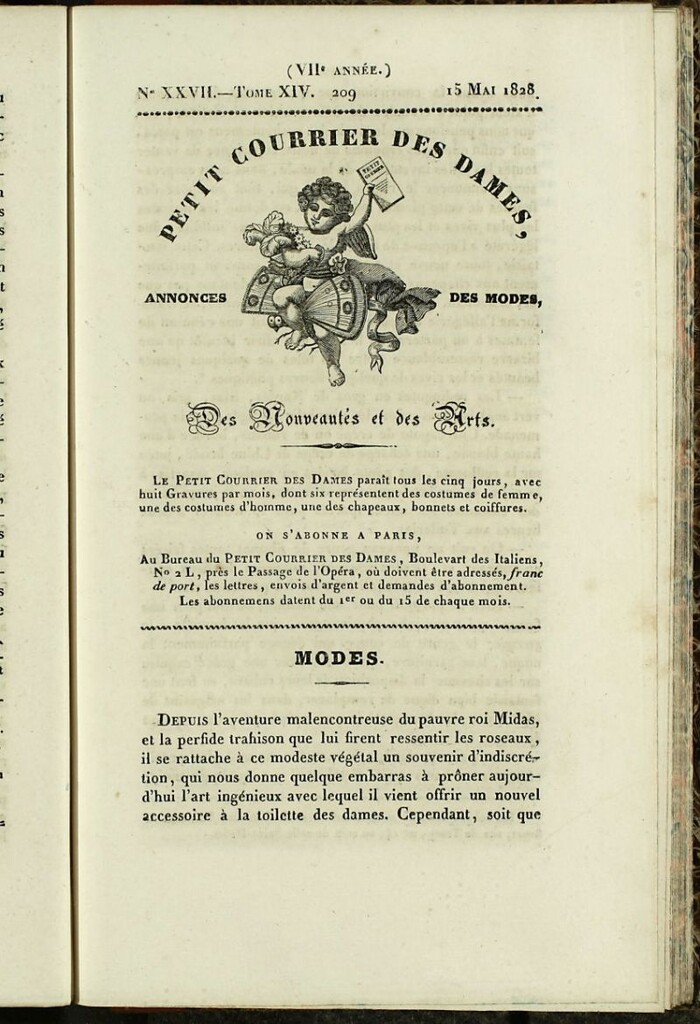 (VIIe ANNÉE.)
No XXVII.—TOME XIV. 209 15 MAI 1828.
PETIT COURRIER DES DAMES,
PETIT COURRIER
ANNONCES DES MODES,
Des Nouveautés et des Arts.
LE PETIT COURRIER DES DAMES paraît tous les cinq jours, avec
huit Gravures par mois, dont six représentent des costumes de femme,
une des costumes d'homme, une des chapeaux, bonnets et coiffures.
ON S'ABONNE A PARIS,
Au Bureau du PETIT COURRIER DES DAMES, Boulevart des Italiens,
No 2 L, près le Passage de l'Opéra, où doivent être adressés, franc
de port, les lettres, envois d'argent et demandes d'abonnement.
Les abonnemens datent du 1er ou du 15 de chaque mois.
MODES.
DEPUIS l'aventure malencontreuse du pauvre roi Midas,
et la perfide trahison que lui firent ressentir les roseaux,
il se rattache à ce modeste végétal un souvenir d'indiscré-
tion, qui nous donne quelque embarras à prôner aujour-
d'hui l'art ingénieux avec lequel il vient offrir un nouvel
accessoire à la toilette des dames. Cependant, soit que